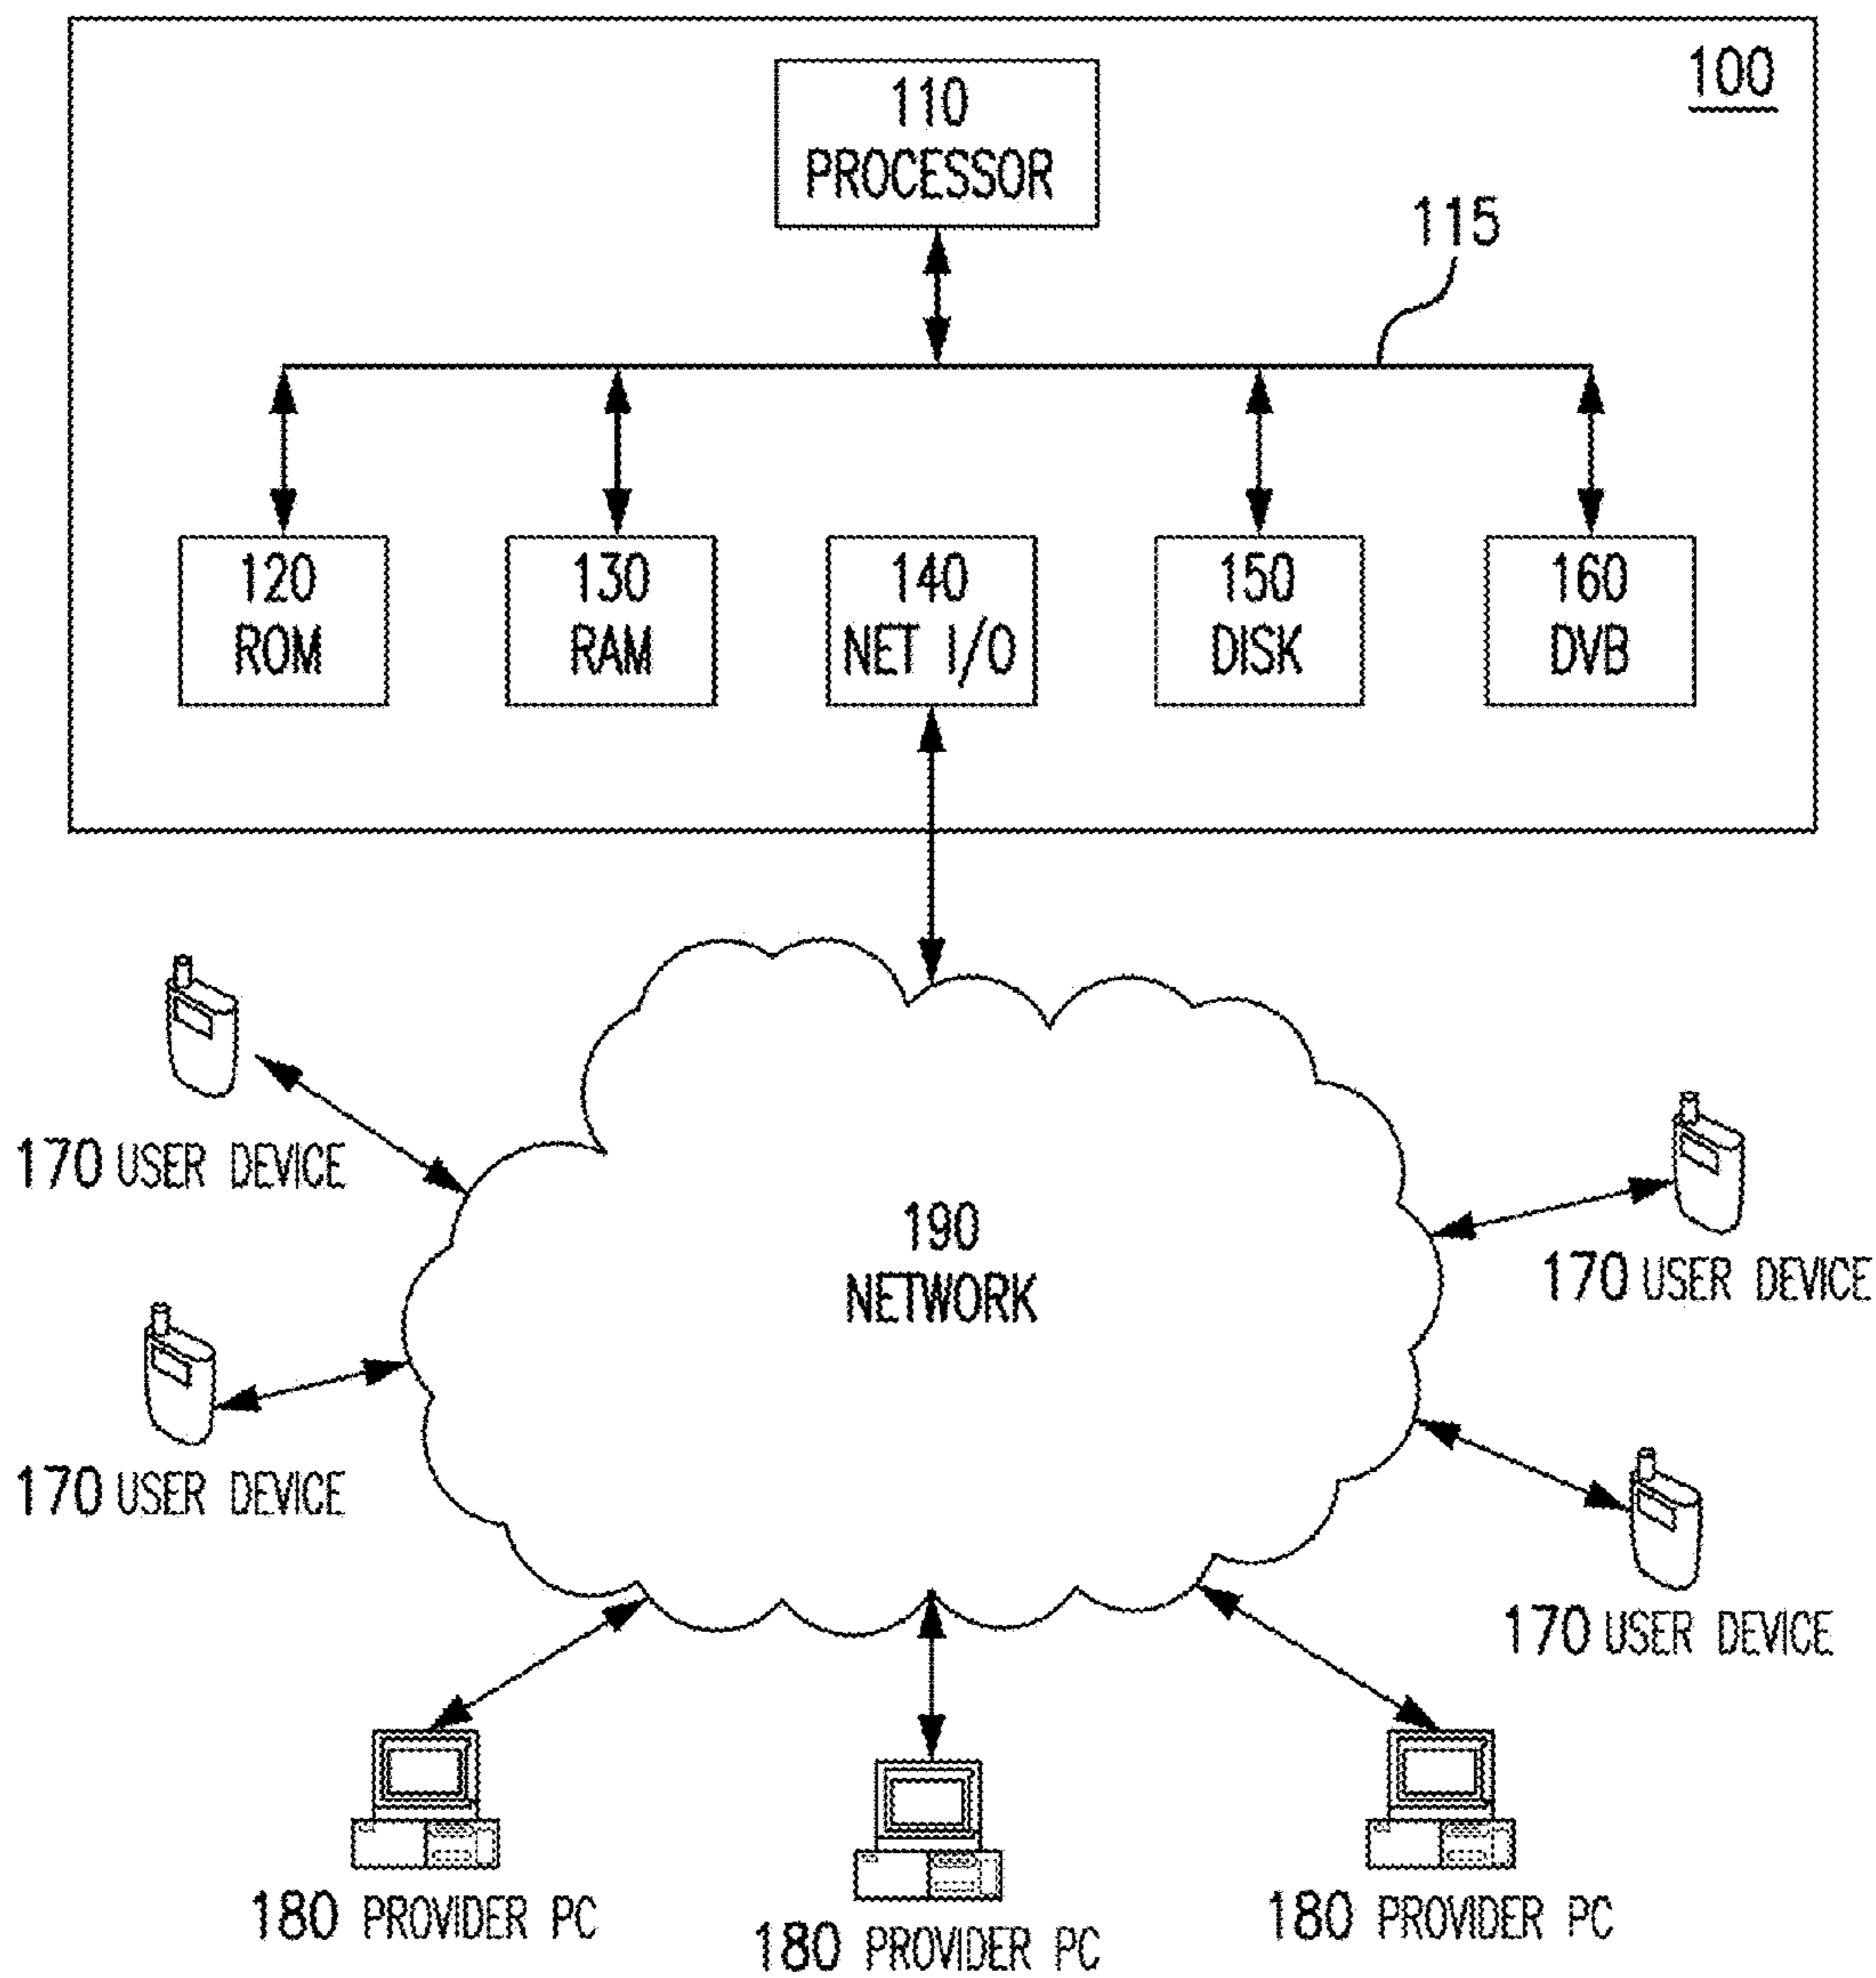 100
110
PROCESSOR
115
120
ROM
130
RAM
140
NET I/O
150
DISK
160
DVB
170 USER DEVICE
190
NETWORK
170 USER DEVICE
170 USER DEVICE
170 USER DEVICE
180 PROVIDER PC
180 PROVIDER PC
180 PROVIDER PC